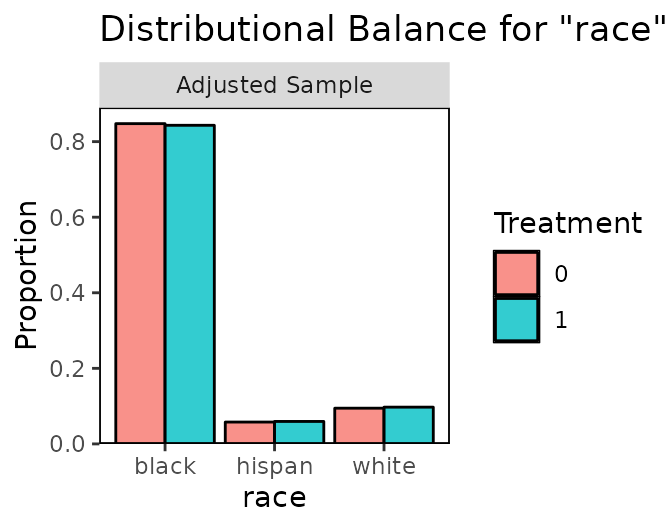 Distributional Balance for "race"
Adjusted Sample
Proportion
0.8
0.6
0.4
0.2
0.0
black
hispan
white
race
Treatment
0
1